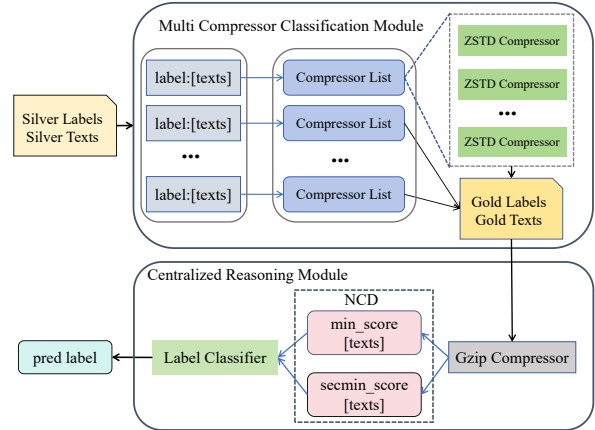 Multi Compressor Classification Module
ZSTD Compressor
label:[texts]
Compressor List
ZSTD Compressor
Silver Labels
Silver Texts
label:[texts]
Compressor List
...
ZSTD Compressor
...
...
label:[texts]
Compressor List
Gold Labels
Gold Texts
Centralized Reasoning Module
NCD
min_score
[texts]
pred label
Label Classifier
Gzip Compressor
secmin_score
[texts]